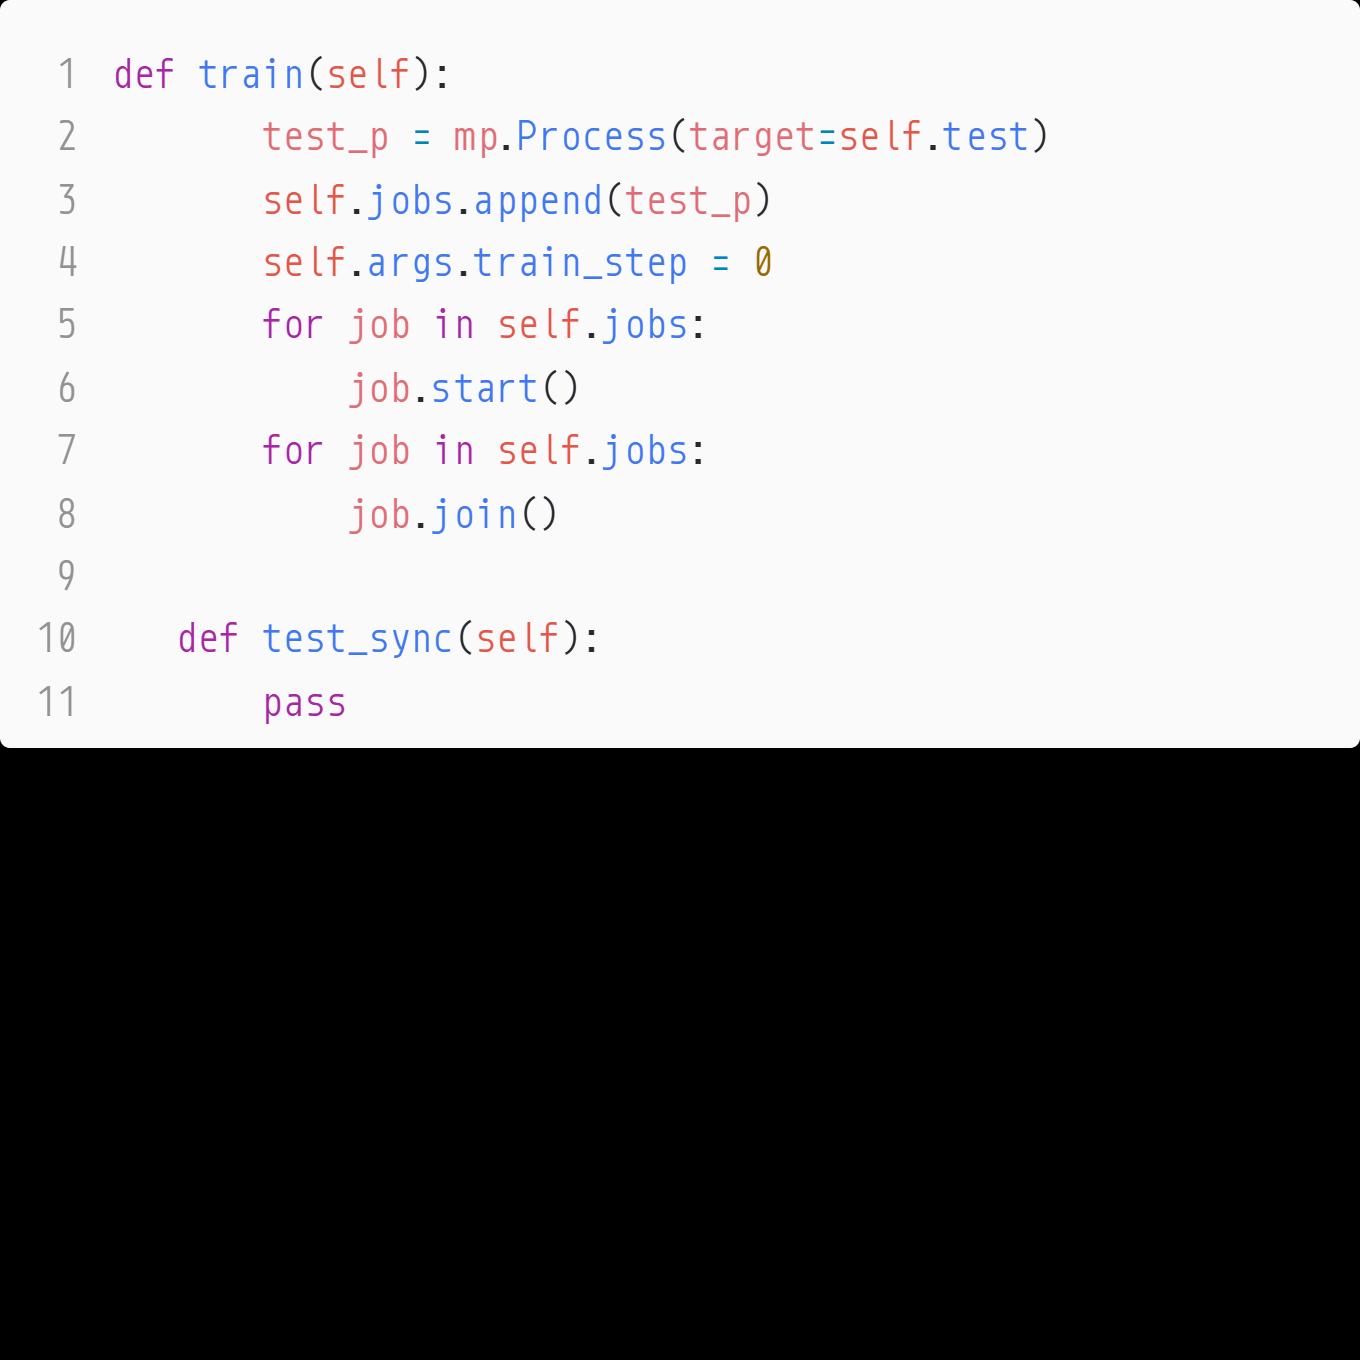 1 def train(self):
2        test_p = mp.Process(target=self.test)
3        self.jobs.append(test_p)
4        self.args.train_step = 0
5        for job in self.jobs:
6            job.start()
7        for job in self.jobs:
8            job.join()
9
10    def test_sync(self):
11        pass